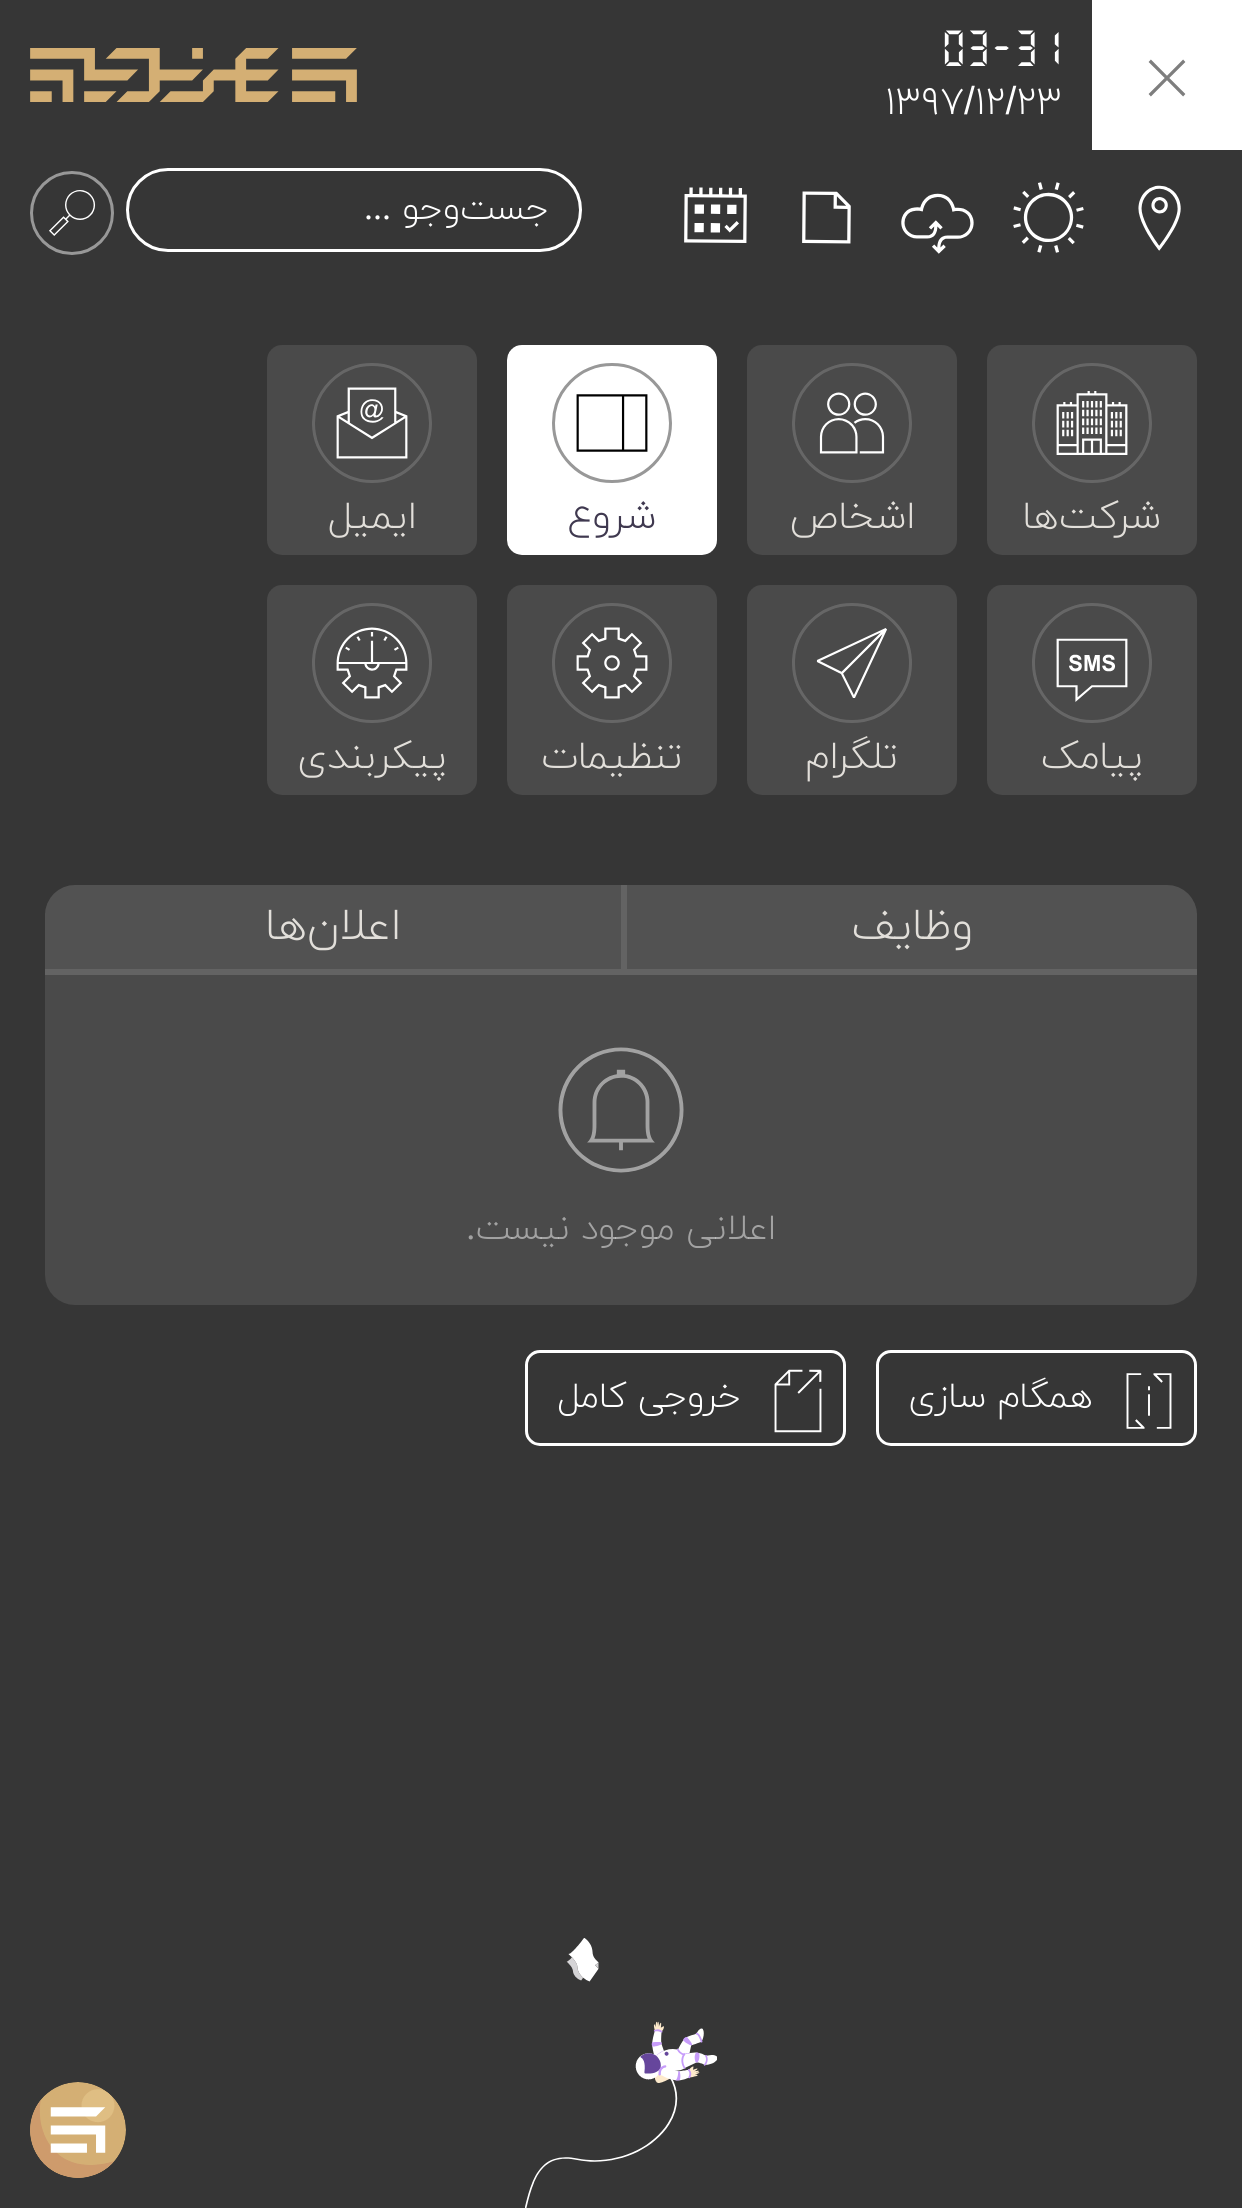 03-31
۱۳۹۷/۱۲/۲۳
جست‌وجو ...
شرکت‌ها
اشخاص
شروع
ایمیل
@
SMS
پیامک
تلگرام
تنظیمات
پیکربندی
وظایف
اعلان‌ها
اعلانی موجود نیست.
همگام سازی
خروجی کامل